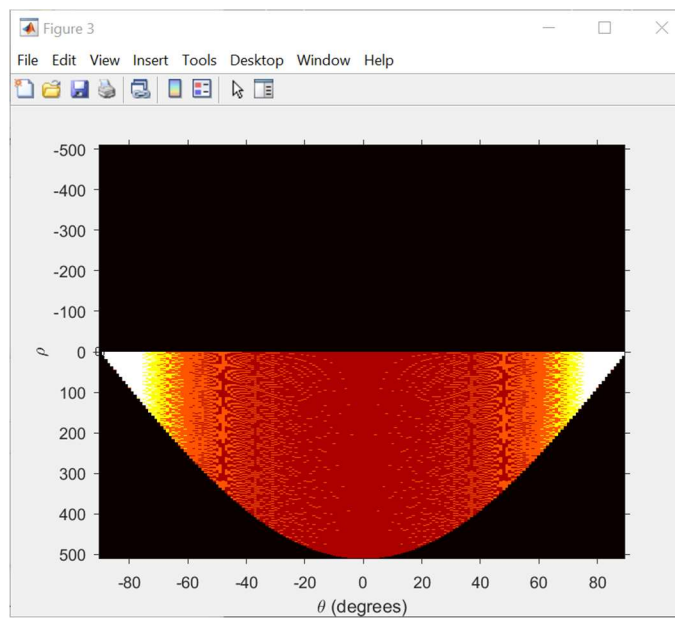 Figure 3
File Edit View Insert Tools Desktop Window Help
-500
-400
-300
-200
-100
0
100
200
300
400
500
ρ
-80 -60 -40 -20 0 20 40 60 80
θ (degrees)